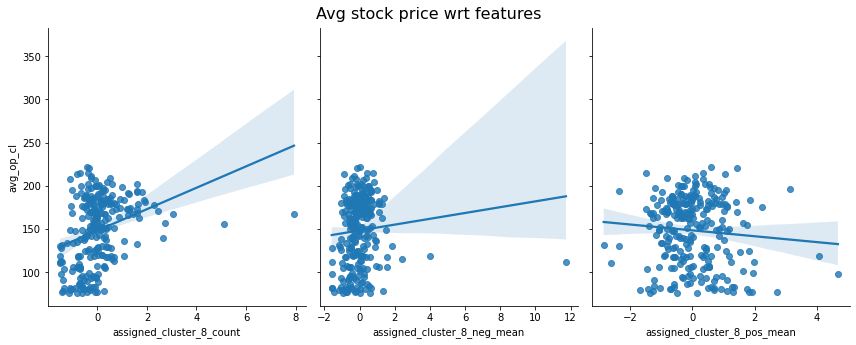 Avg stock price wrt features
avg_op_cl
350
300
250
200
150
100
0 2 4 6 8
assigned_cluster_8_count
−2 0 2 4 6 8 10 12
assigned_cluster_8_neg_mean
−2 0 2 4
assigned_cluster_8_pos_mean